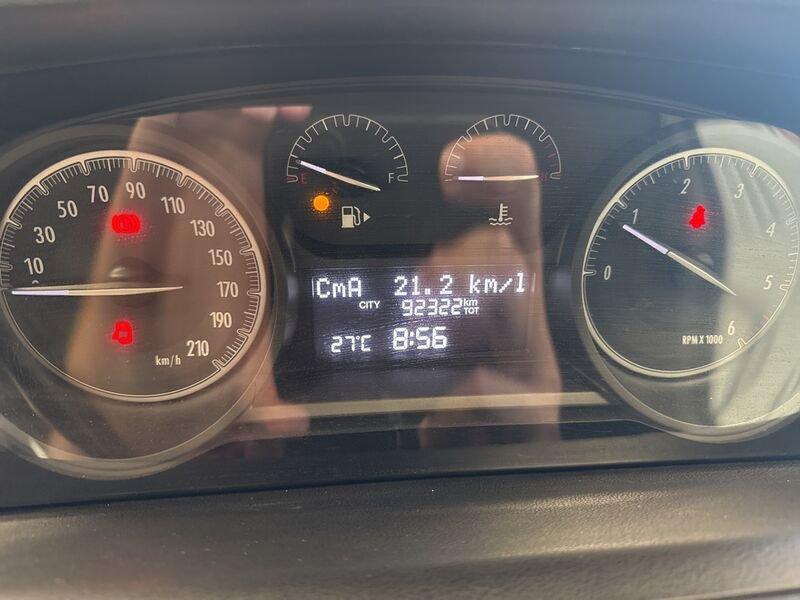 10 30 50 70 90 110 130 150 170 190 210
km/h
E F
H
CmA 21.2 km/l
CITY 92322 km TOT
27°C 8:56
0 1 2 3 4 5 6
RPM X 1000